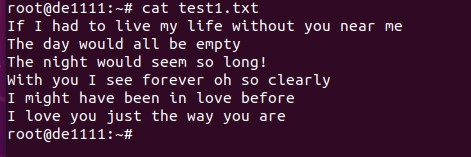 root@de1111:~# cat test1.txt
If I had to live my life without you near me
The day would all be empty
The night would seem so long!
With you I see forever oh so clearly
I might have been in love before
I love you just the way you are
root@de1111:~#